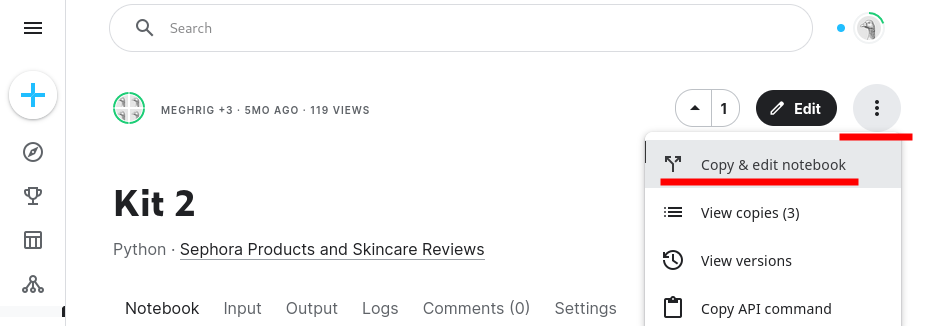 Search
MEGHRIG +3 · 5MO AGO · 119 VIEWS
1
Edit
Copy & edit notebook
View copies (3)
View versions
Copy API command
Kit 2
Python · Sephora Products and Skincare Reviews
Notebook Input Output Logs Comments (0) Settings